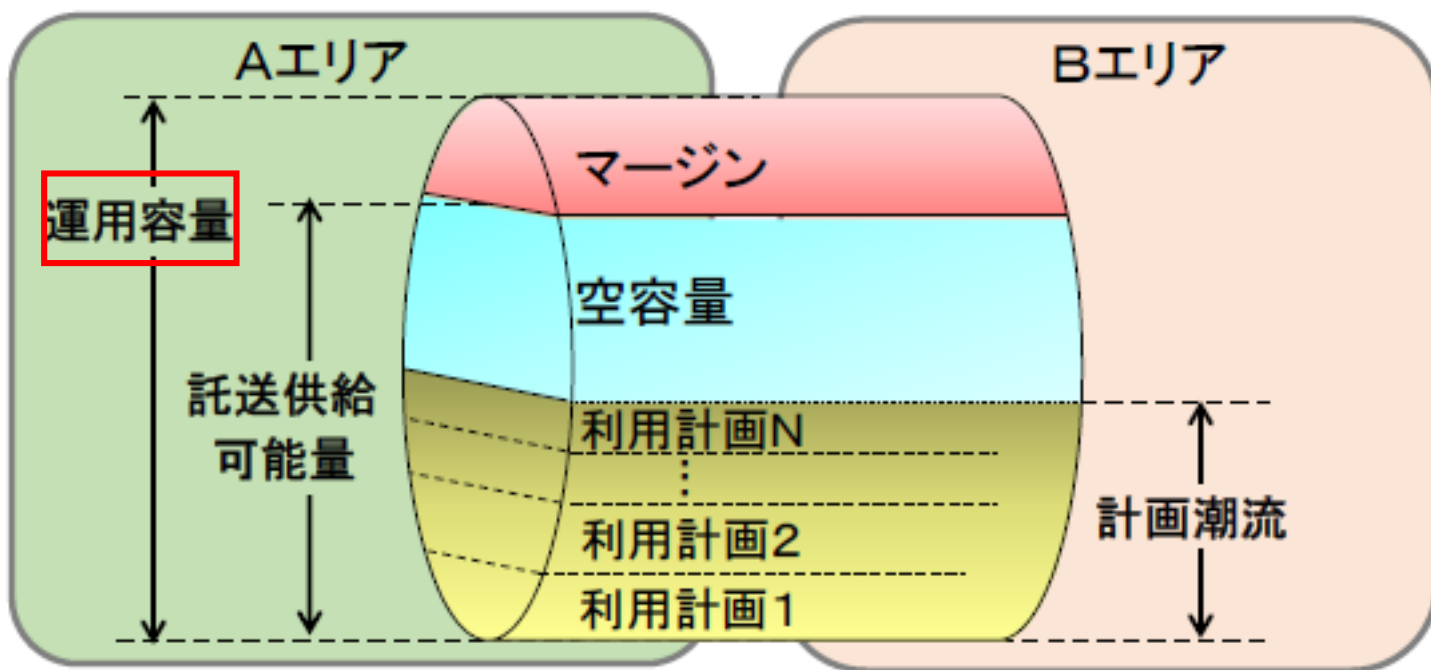 Aエリア
Bエリア
マージン
運用容量
空容量
託送供給
可能量
利用計画N
⋮
利用計画2
利用計画1
計画潮流